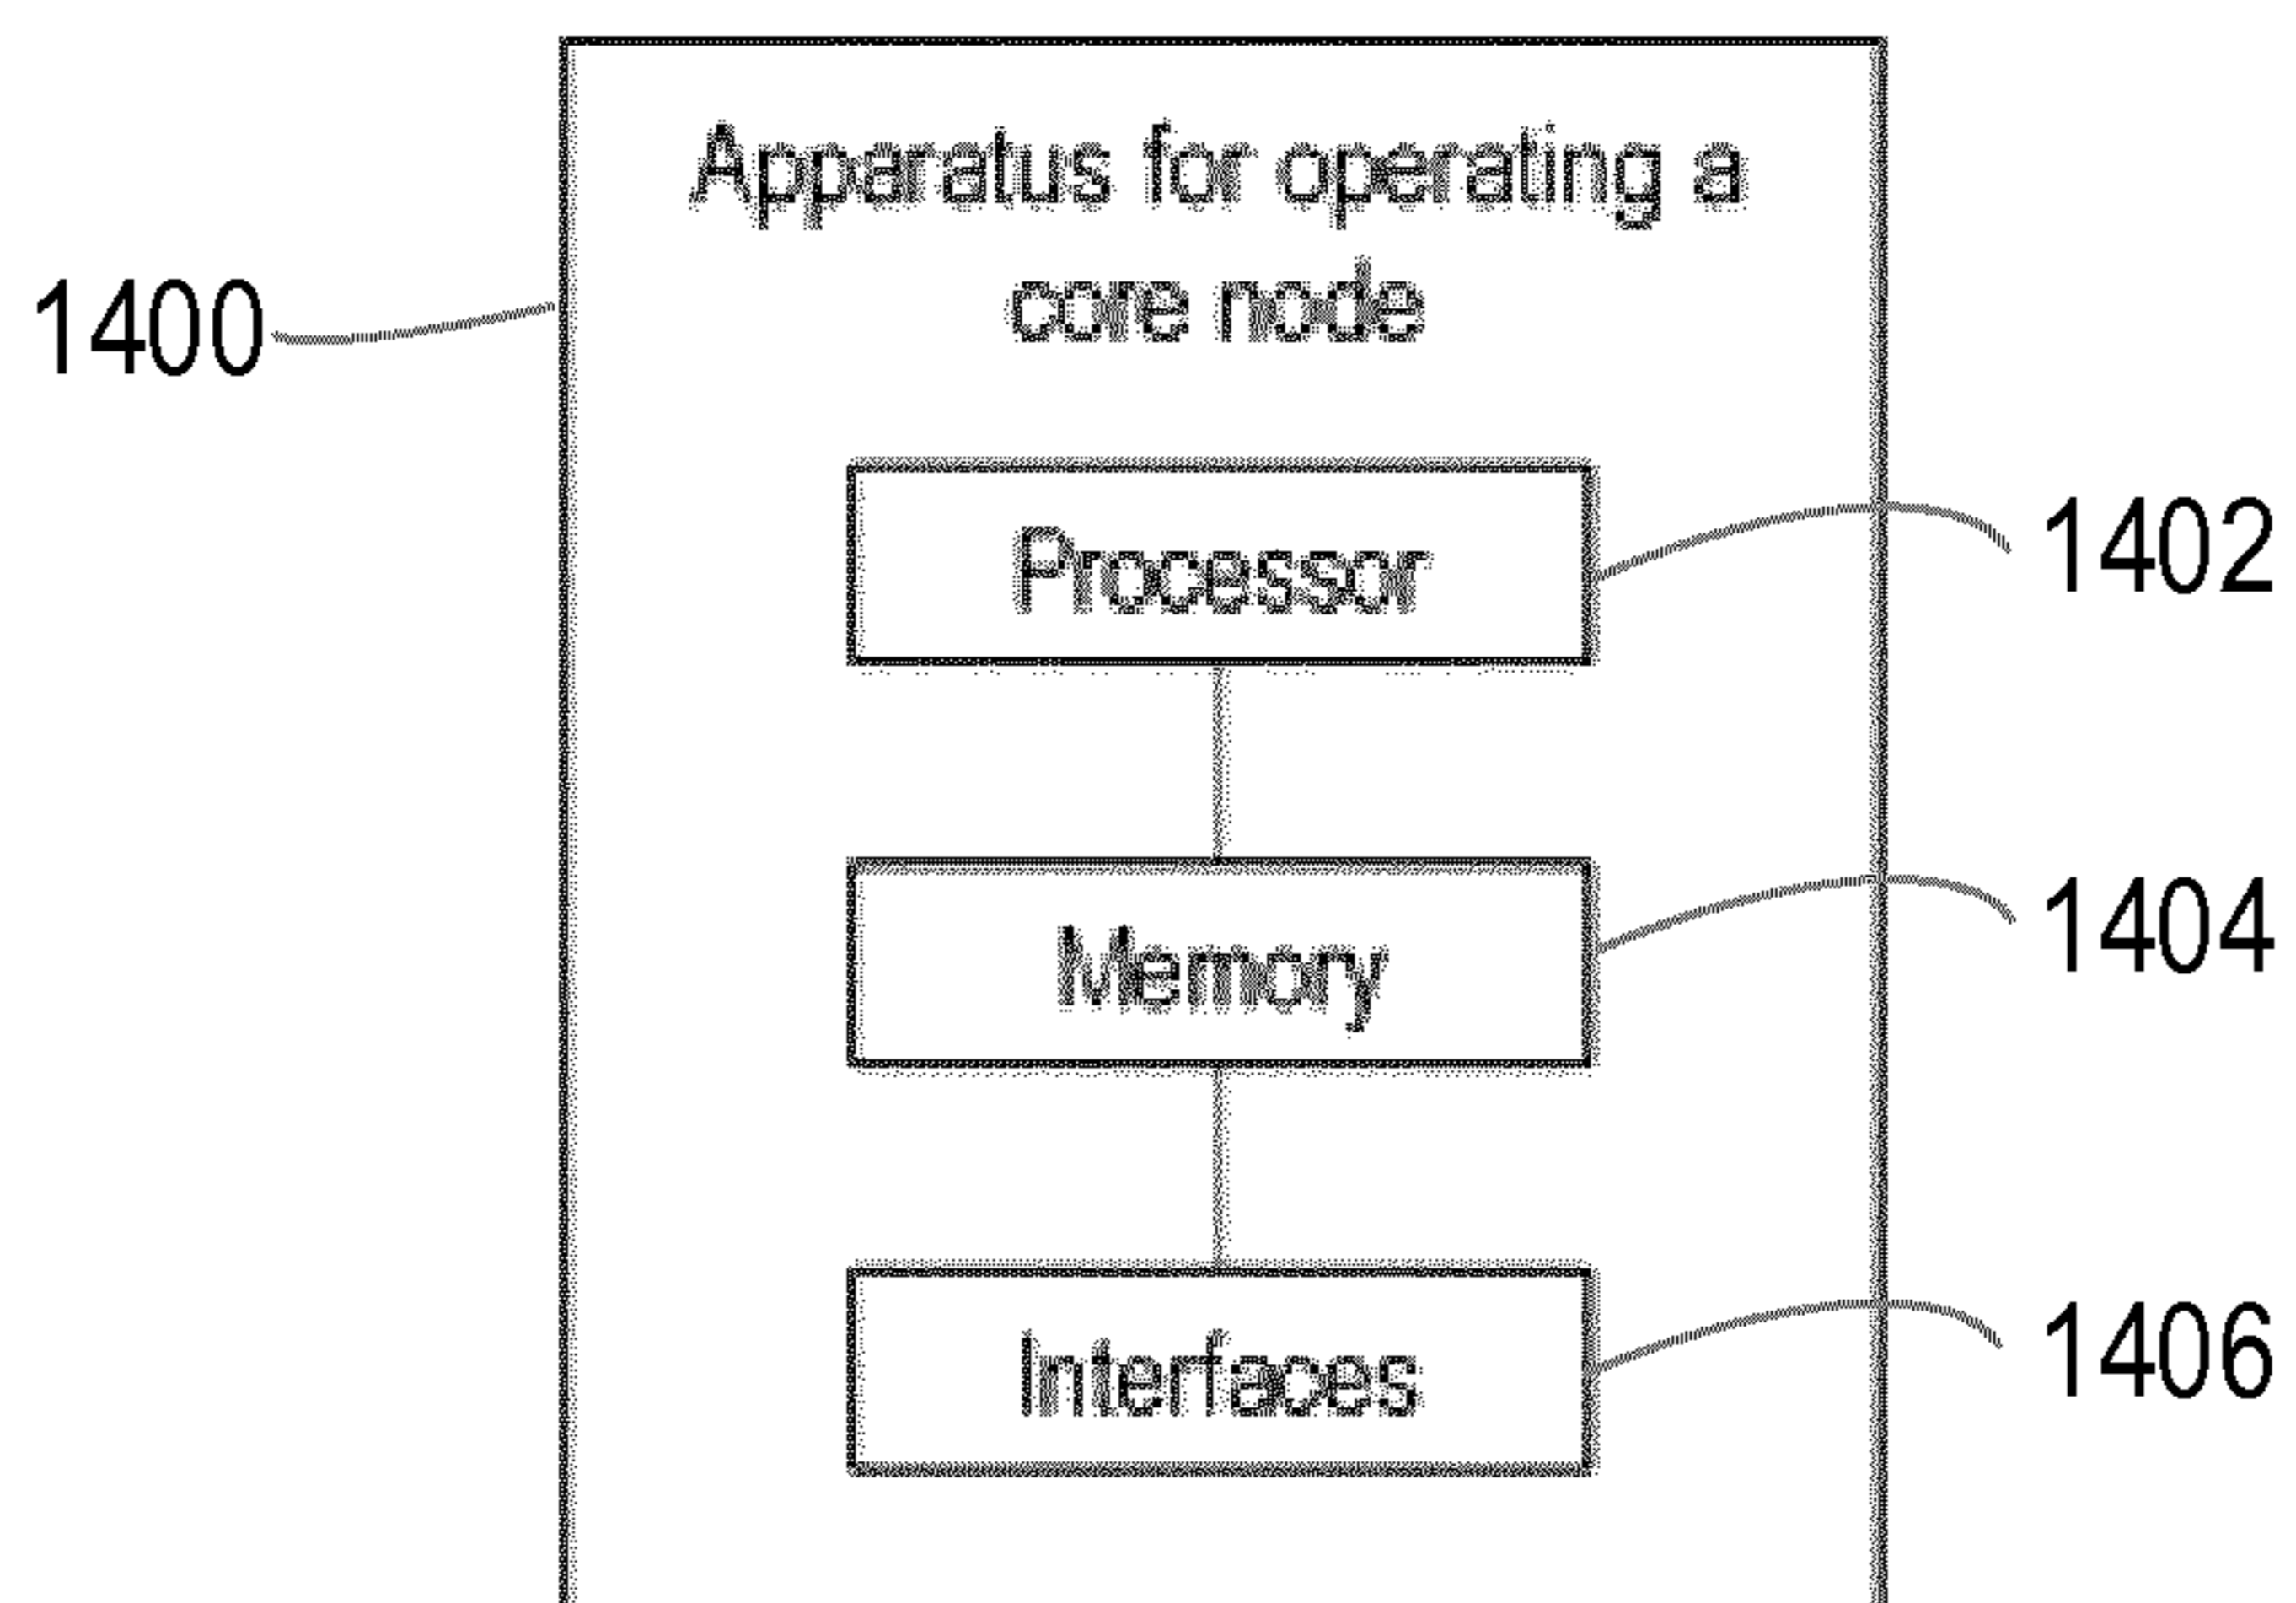 Apparatus for operating a
core node
1400
Processor
1402
Memory
1404
Interfaces
1406